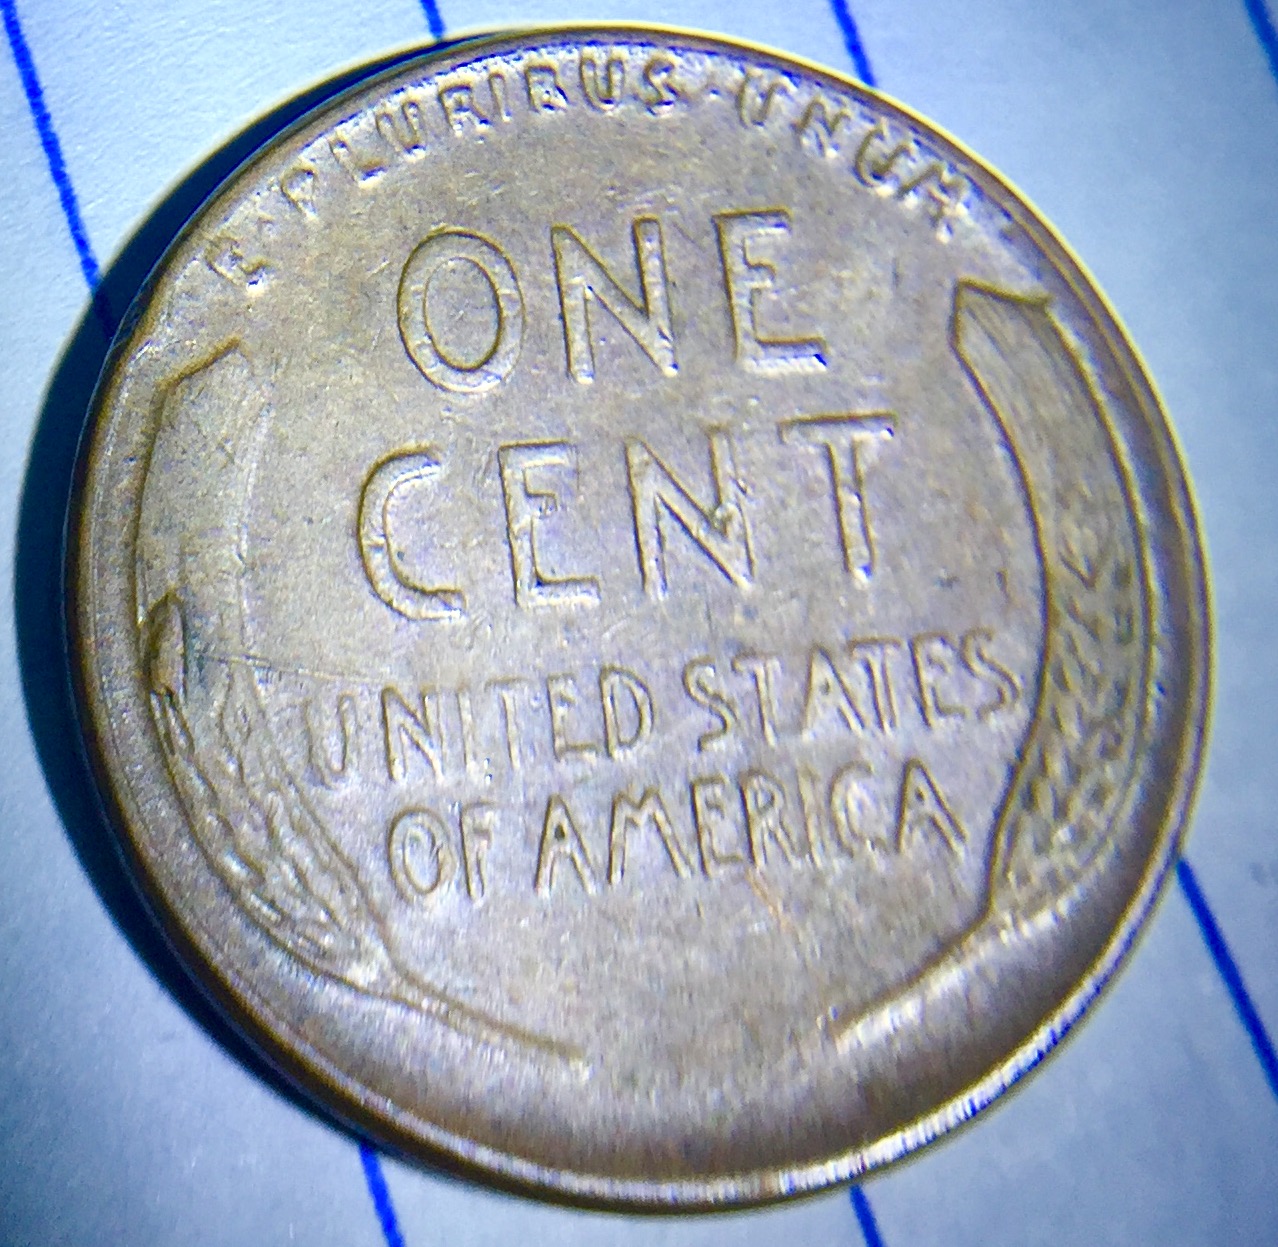 E · PLURIBUS · UNUM
ONE
CENT
UNITED STATES
OF AMERICA